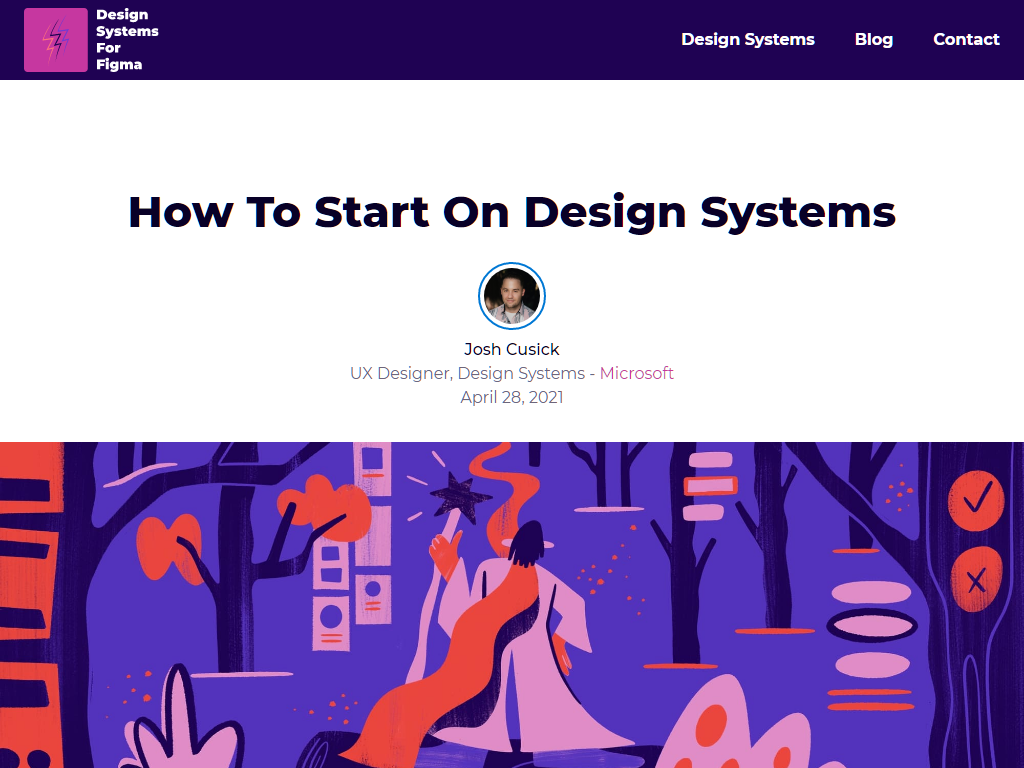 Design
Systems
For
Figma
Design Systems
Blog
Contact
How To Start On Design Systems
Josh Cusick
UX Designer, Design Systems - Microsoft
April 28, 2021